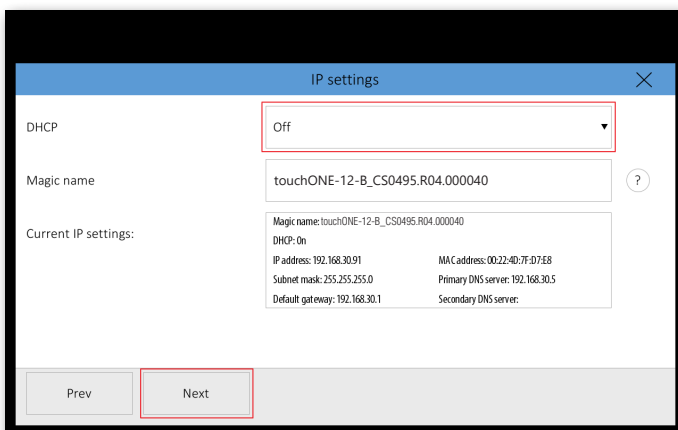 IP settings
DHCP
Off
Magic name
touchONE-12-B_CS0495.R04.000040
?
Current IP settings:
Magic name: touchONE-12-B_CS0495.R04.000040
DHCP: On
IP address: 192.168.30.91 MAC address: 00:22:4D:7F:D7:E8
Subnet mask: 255.255.255.0 Primary DNS server: 192.168.30.5
Default gateway: 192.168.30.1 Secondary DNS server:
Prev Next